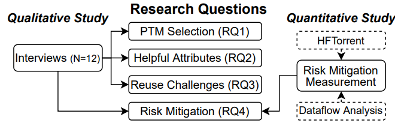 Qualitative Study
Research Questions
Quantitative Study
PTM Selection (RQ1)
Interviews (N=12)
Helpful Attributes (RQ2)
Reuse Challenges (RQ3)
Risk Mitigation (RQ4)
HFTorrent
Risk Mitigation
Measurement
Dataflow Analysis